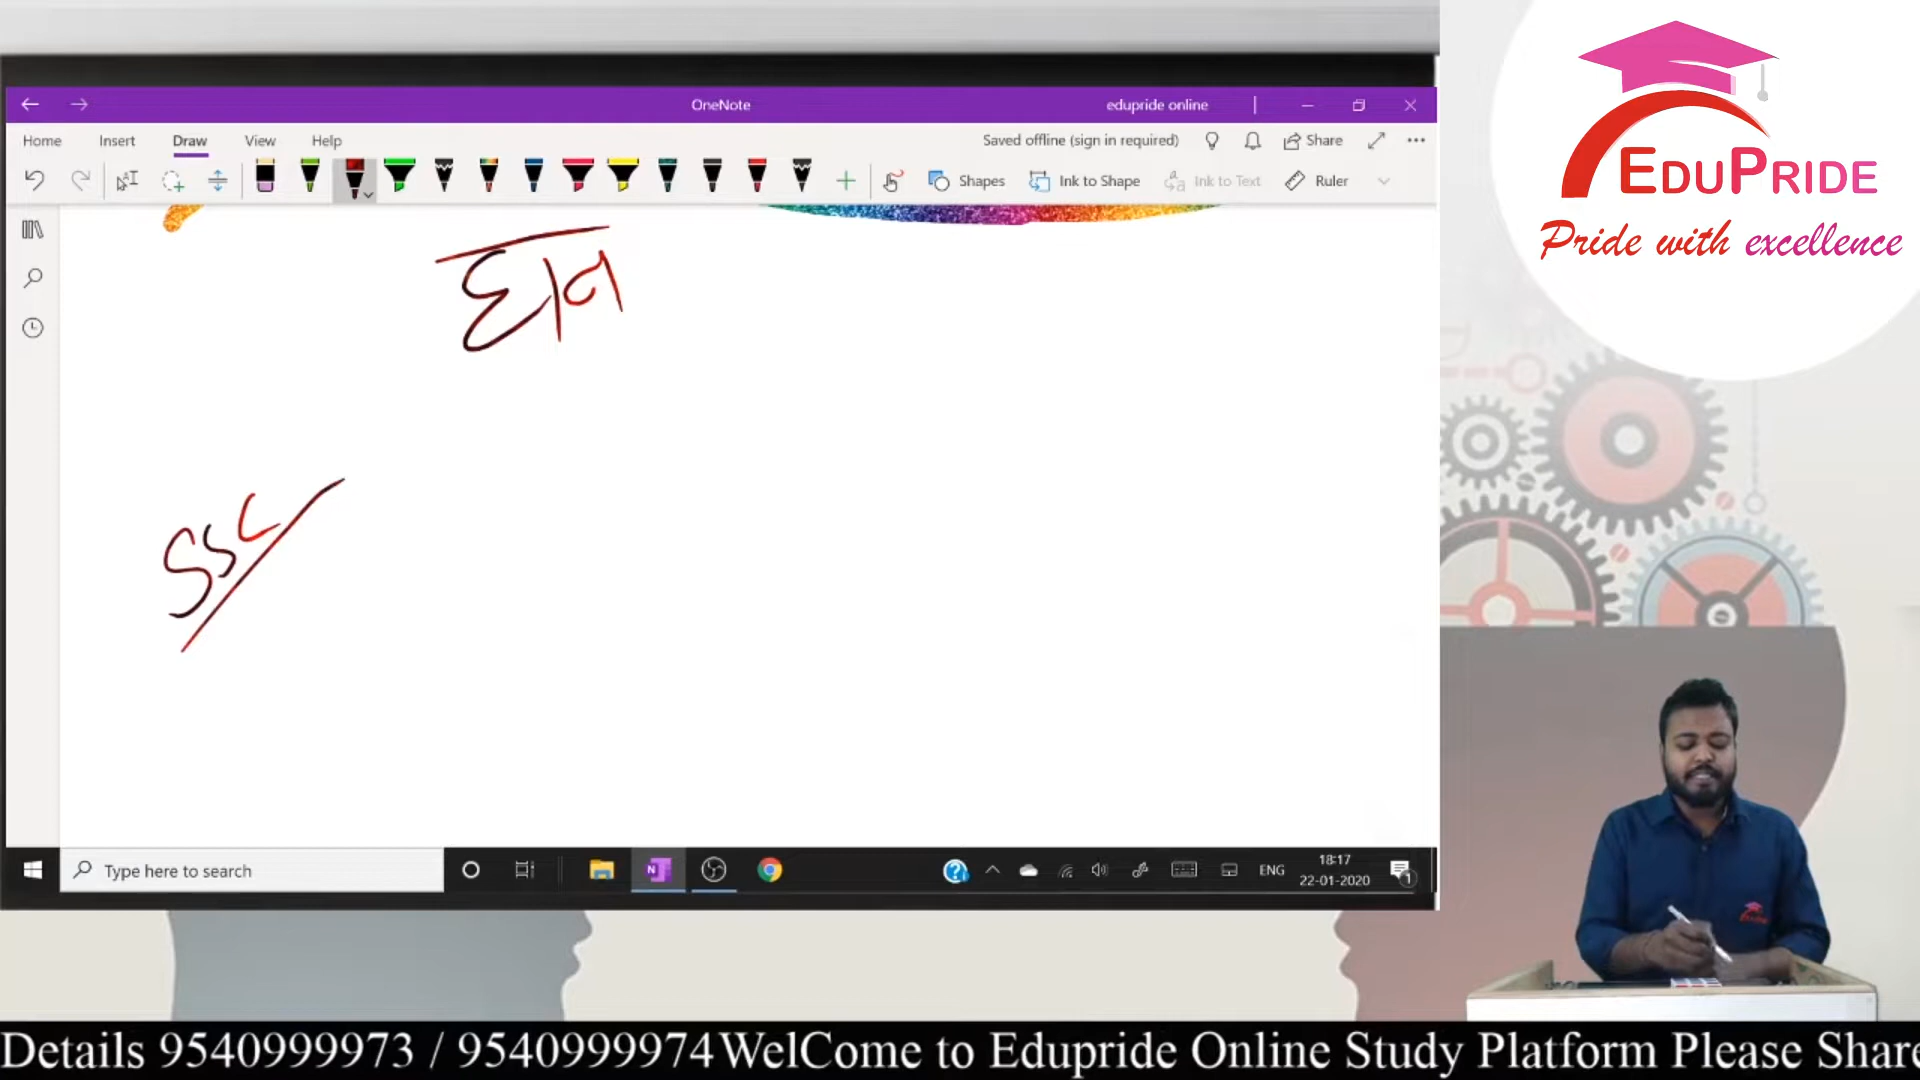 OneNote
edupride online
Home Insert Draw View Help
Saved offline (sign in required)
Share
Shapes
Ink to Shape
Ink to Text
Ruler
EDUPRIDE
Pride with excellence
SSC
Type here to search
ENG
18:17
22-01-2020
1
Details 9540999973 / 9540999974WelCome to Edupride Online Study Platform Please Share